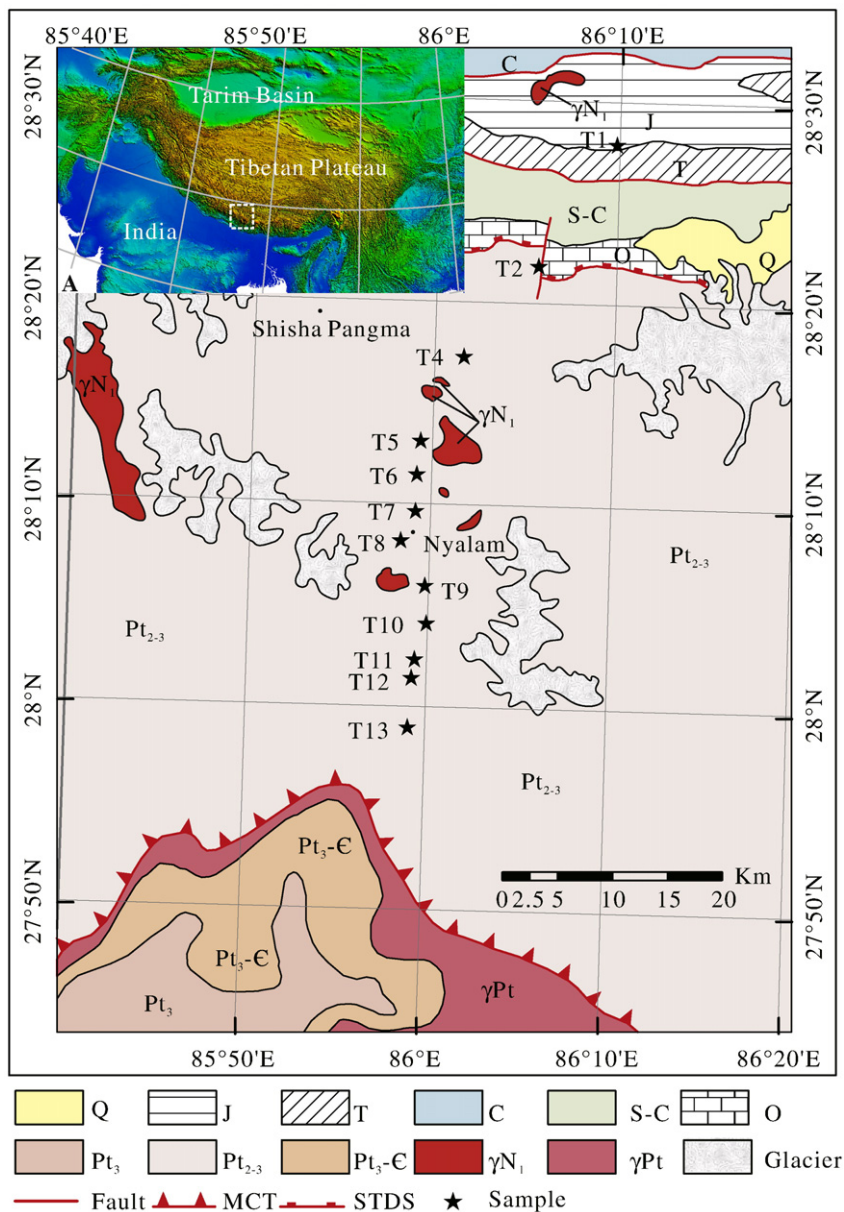 85°40'E 85°50'E 86°E 86°10'E
28°30'N 28°30'N
Tarim Basin
Tibetan Plateau
India
A
C
γN₁
J
T1
T
S-C
O
T2
Q
28°20'N 28°20'N
Shisha Pangma
T4
γN₁
γN₁
T5
T6
28°10'N 28°10'N
T7
T8 Nyalam
Pt₂₋₃
T9
Pt₂₋₃
T10
T11
T12
28°N 28°N
T13
Pt₂₋₃
Pt₃-Є
Km
0 2.5 5 10 15 20
27°50'N 27°50'N
Pt₃-Є
γPt
Pt₃
85°50'E 86°E 86°10'E 86°20'E
Q J T C S-C O
Pt₃ Pt₂₋₃ Pt₃-Є γN₁ γPt Glacier
Fault MCT STDS Sample